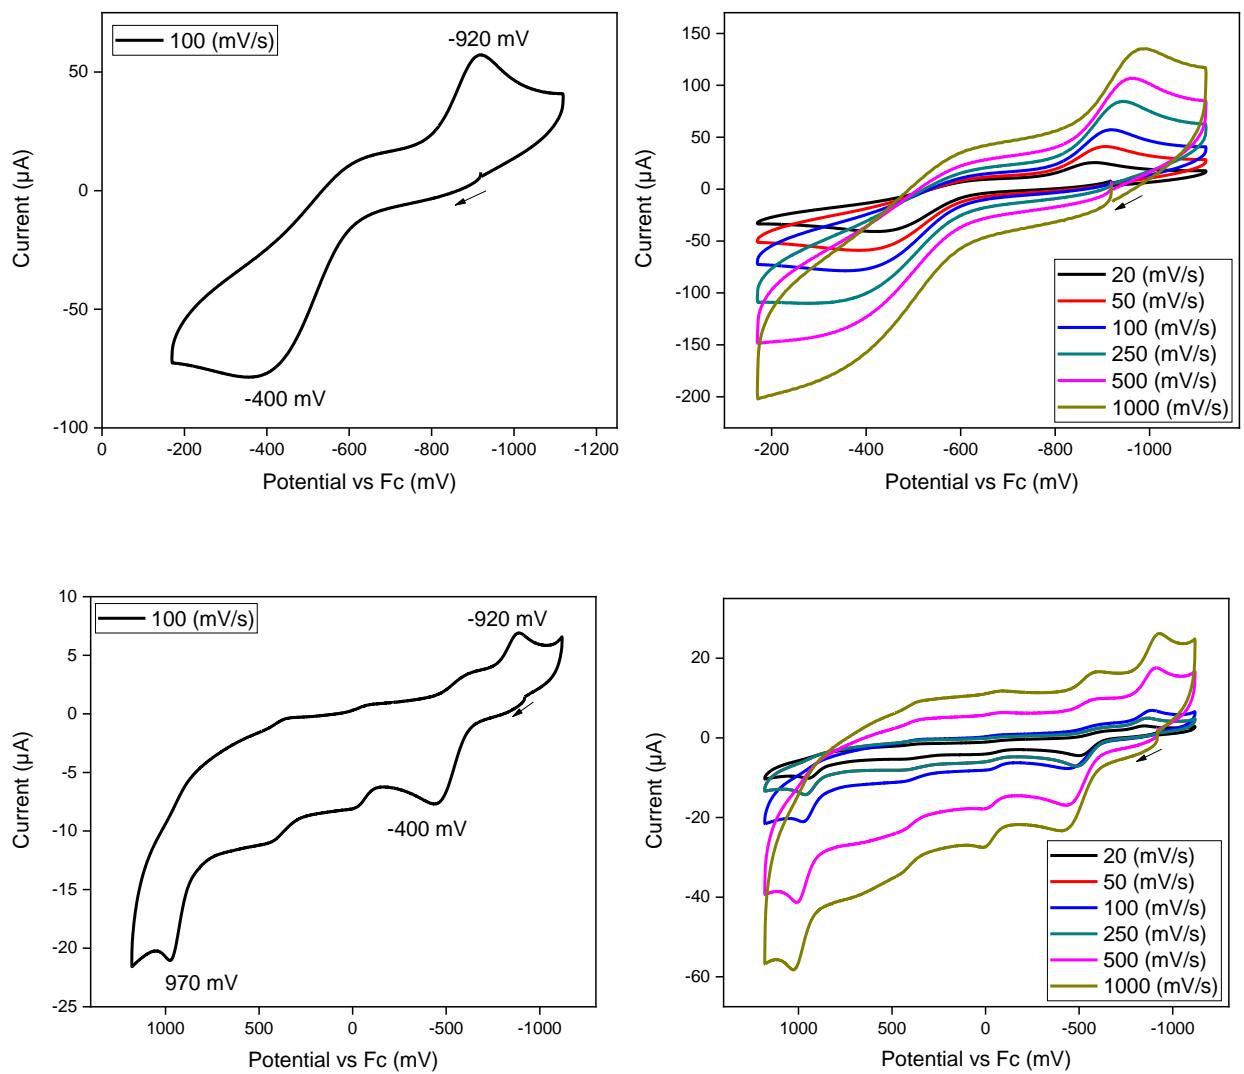 100 (mV/s)
-920 mV
-400 mV
50
0
-50
-100
0
-200
-400
-600
-800
-1000
-1200
Current (µA)
Potential vs Fc (mV)
150
100
50
0
-50
-100
-150
-200
-200
-400
-600
-800
-1000
Current (µA)
Potential vs Fc (mV)
20 (mV/s)
50 (mV/s)
100 (mV/s)
250 (mV/s)
500 (mV/s)
1000 (mV/s)
100 (mV/s)
-920 mV
-400 mV
970 mV
10
5
0
-5
-10
-15
-20
-25
1000
500
0
-500
-1000
Current (µA)
Potential vs Fc (mV)
20
0
-20
-40
-60
1000
500
0
-500
-1000
Current (µA)
Potential vs Fc (mV)
20 (mV/s)
50 (mV/s)
100 (mV/s)
250 (mV/s)
500 (mV/s)
1000 (mV/s)